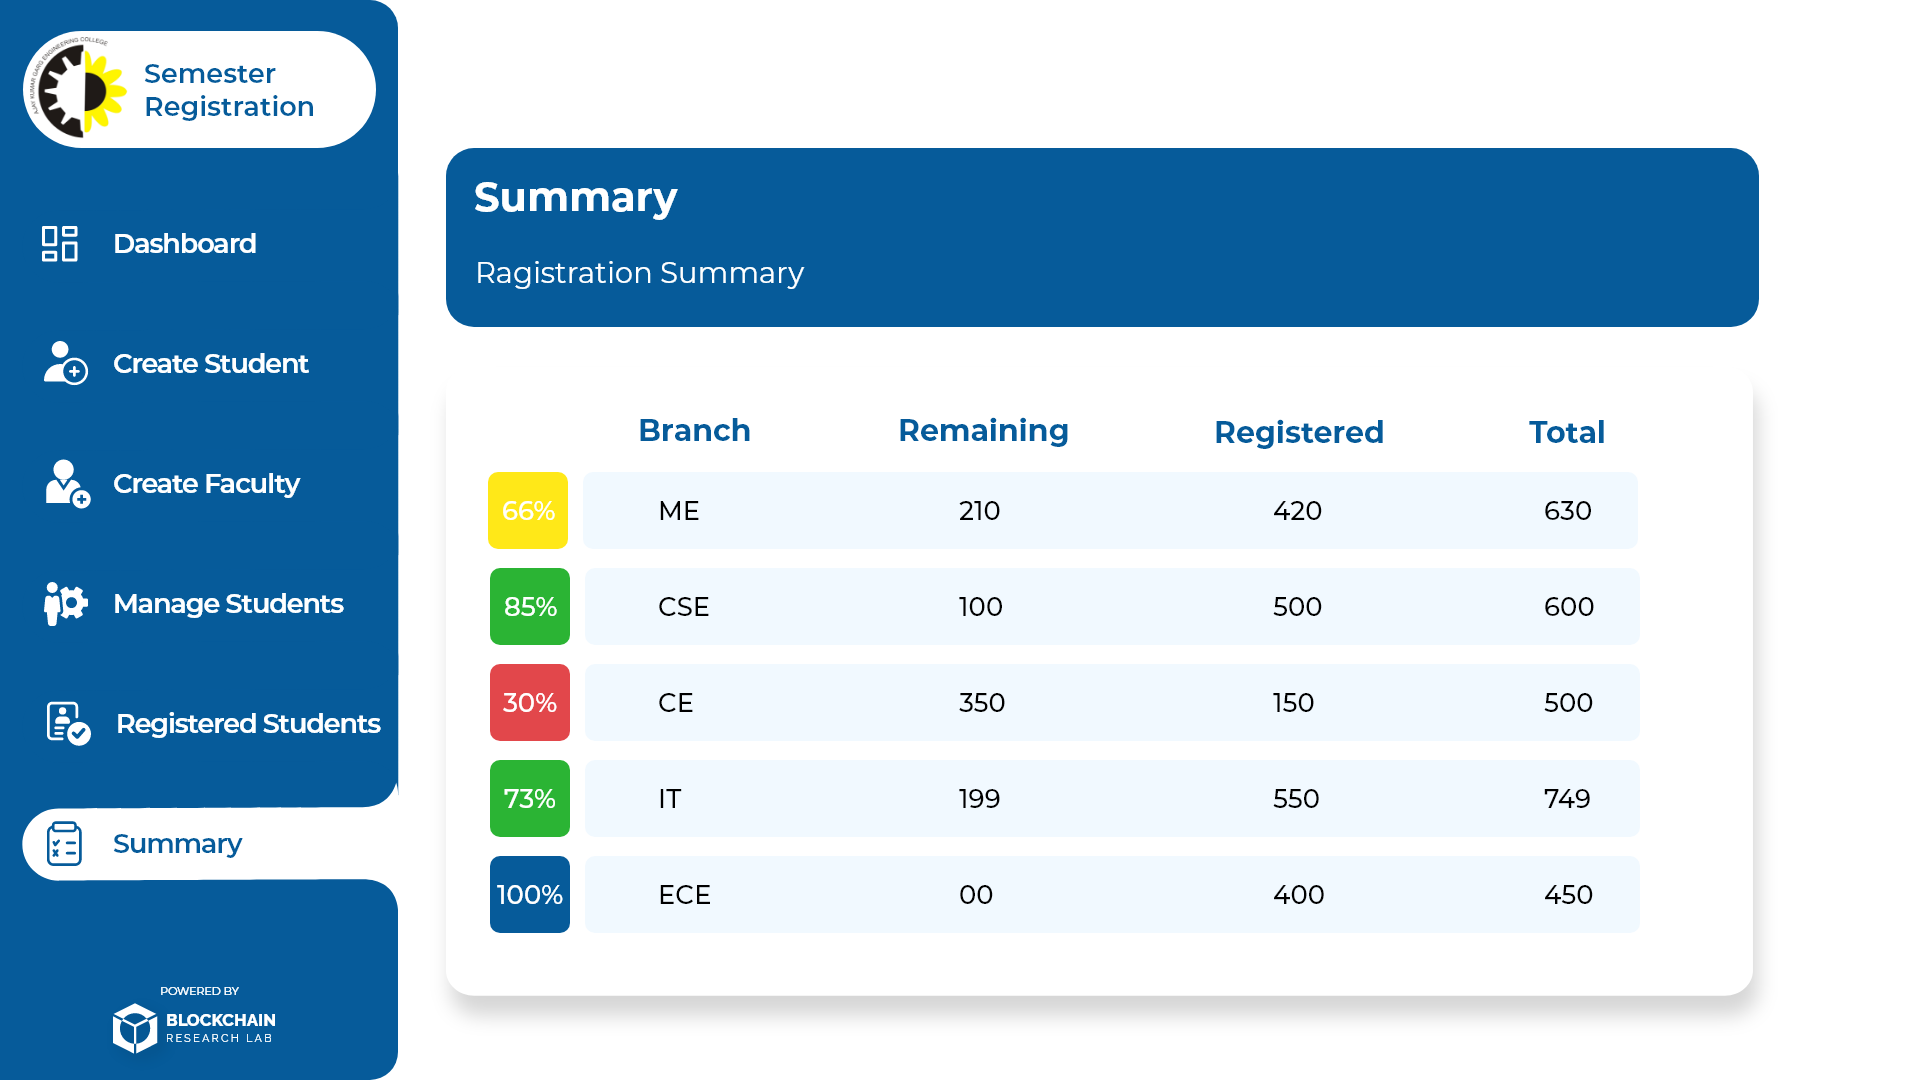 AJAY KUMAR GARG ENGINEERING COLLEGE
Semester
Registration
Dashboard
Create Student
Create Faculty
Manage Students
Registered Students
Summary
POWERED BY
BLOCKCHAIN
RESEARCH LAB
Summary
Ragistration Summary
Branch Remaining Registered Total
66% ME 210 420 630
85% CSE 100 500 600
30% CE 350 150 500
73% IT 199 550 749
100% ECE 00 400 450